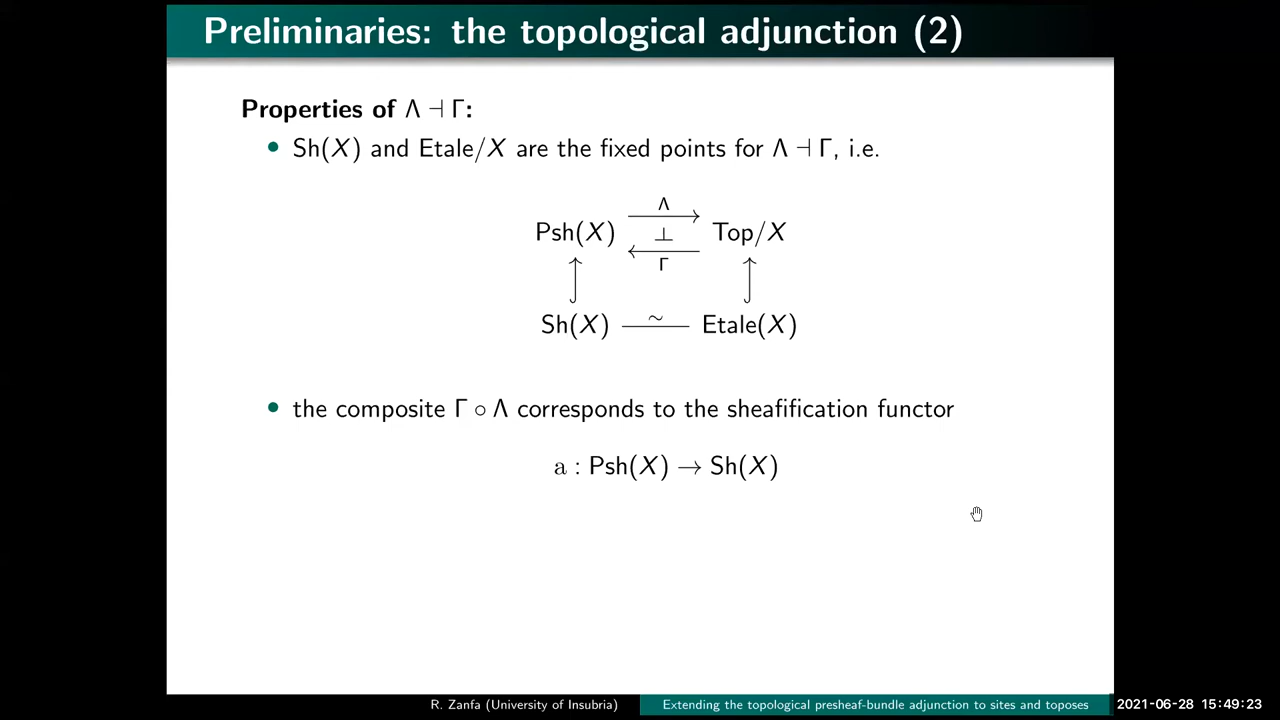 Preliminaries: the topological adjunction (2)
Properties of Λ ⊣ Γ:
• Sh(X) and Etale/X are the fixed points for Λ ⊣ Γ, i.e.
Λ
Psh(X) ⊥ Top/X
Γ
Sh(X) ∼ Etale(X)
• the composite Γ ∘ Λ corresponds to the sheafification functor
a : Psh(X) → Sh(X)
R. Zanfa (University of Insubria) Extending the topological presheaf-bundle adjunction to sites and toposes 2021-06-28 15:49:23